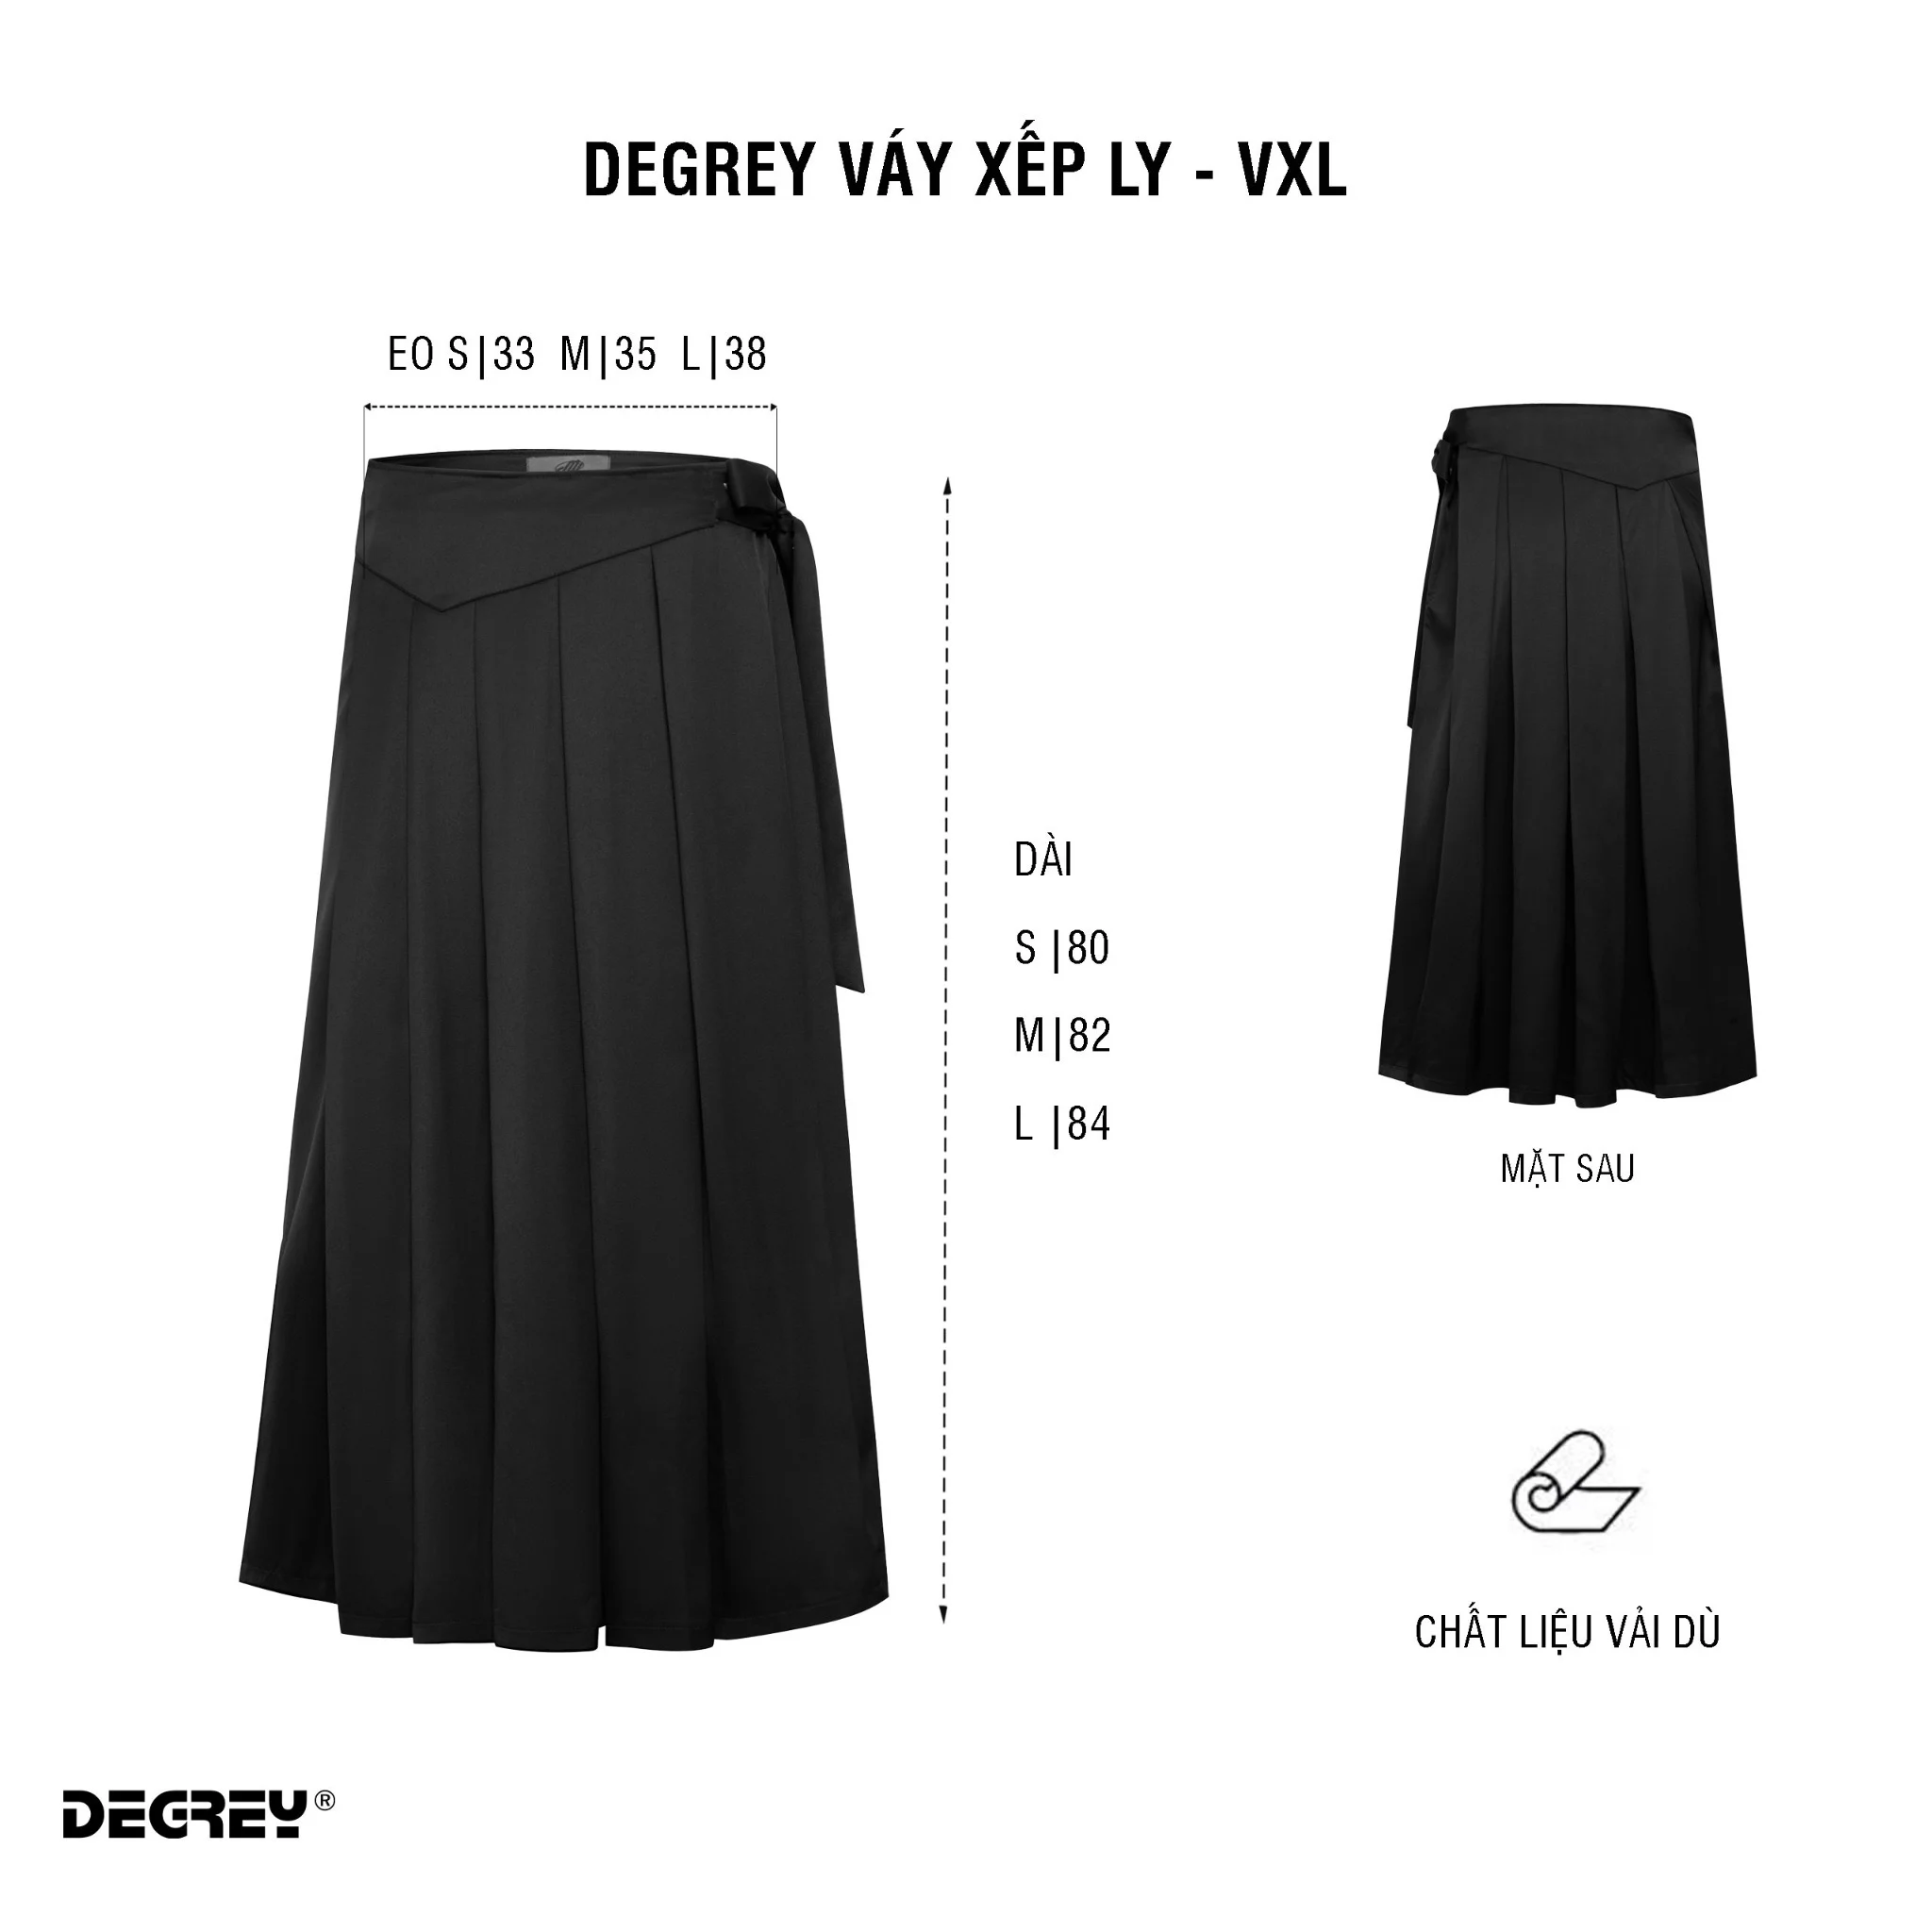 DEGREY VÁY XẾP LY - VXL
EO S|33 M|35 L|38
DÀI
S |80
M|82
L |84
MẶT SAU
CHẤT LIỆU VẢI DÙ
DEGREY®